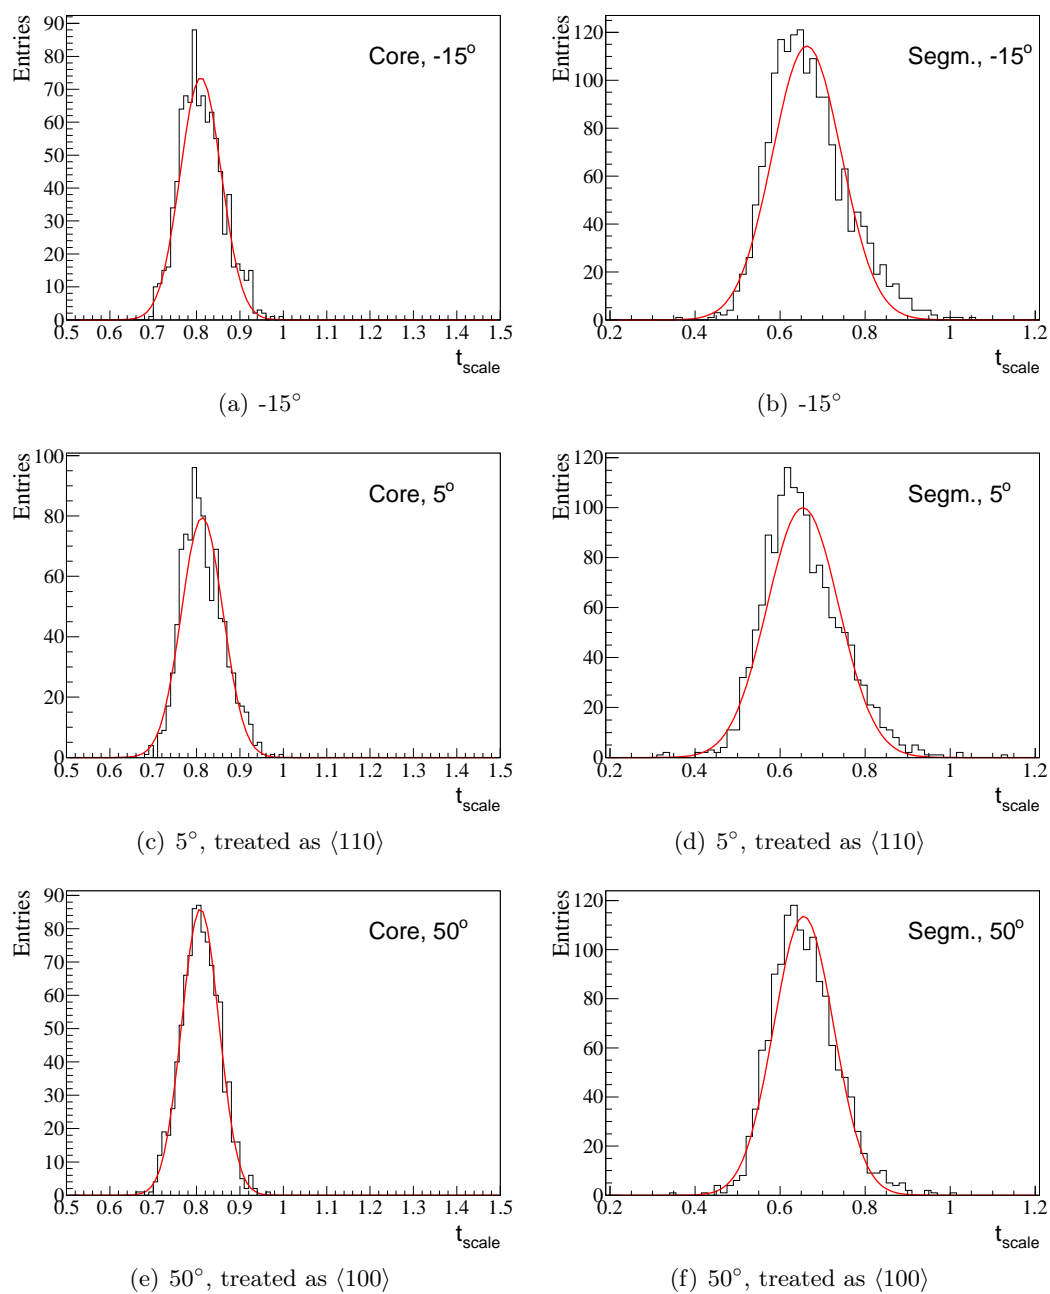 Entries
Core, -15°
90
80
70
60
50
40
30
20
10
0
0.5 0.6 0.7 0.8 0.9 1 1.1 1.2 1.3 1.4 1.5
t_scale
(a) -15°
Entries
Segm., -15°
120
100
80
60
40
20
0
0.2 0.4 0.6 0.8 1 1.2
t_scale
(b) -15°
Entries
Core, 5°
100
80
60
40
20
0
0.5 0.6 0.7 0.8 0.9 1 1.1 1.2 1.3 1.4 1.5
t_scale
(c) 5°, treated as ⟨110⟩
Entries
Segm., 5°
120
100
80
60
40
20
0
0.2 0.4 0.6 0.8 1 1.2
t_scale
(d) 5°, treated as ⟨110⟩
Entries
Core, 50°
90
80
70
60
50
40
30
20
10
0
0.5 0.6 0.7 0.8 0.9 1 1.1 1.2 1.3 1.4 1.5
t_scale
(e) 50°, treated as ⟨100⟩
Entries
Segm., 50°
120
100
80
60
40
20
0
0.2 0.4 0.6 0.8 1 1.2
t_scale
(f) 50°, treated as ⟨100⟩